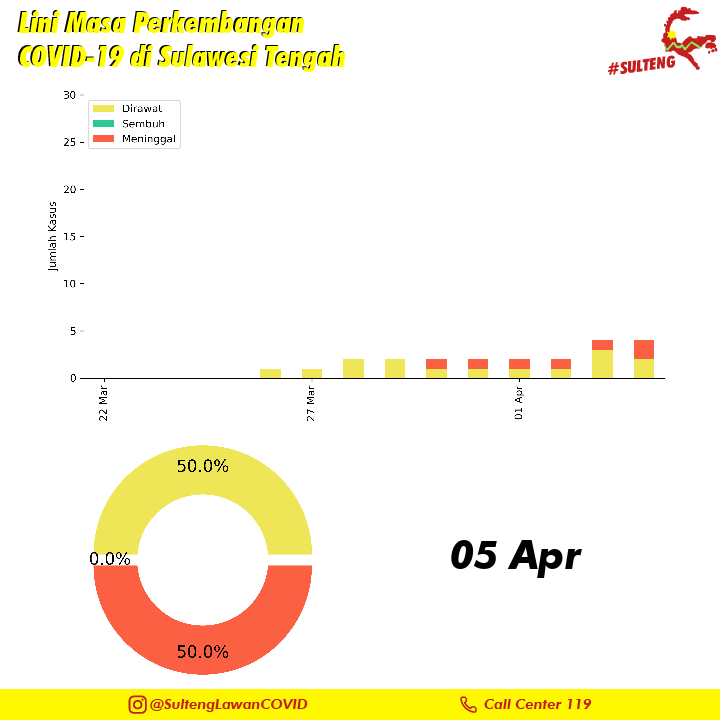 Lini Masa Perkembangan
COVID-19 di Sulawesi Tengah
#SULTENG
30
25
20
15
10
5
0
Jumlah Kasus
Dirawat
Sembuh
Meninggal
22 Mar
27 Mar
01 Apr
50.0%
0.0%
50.0%
05 Apr
@SultengLawanCOVID
Call Center 119